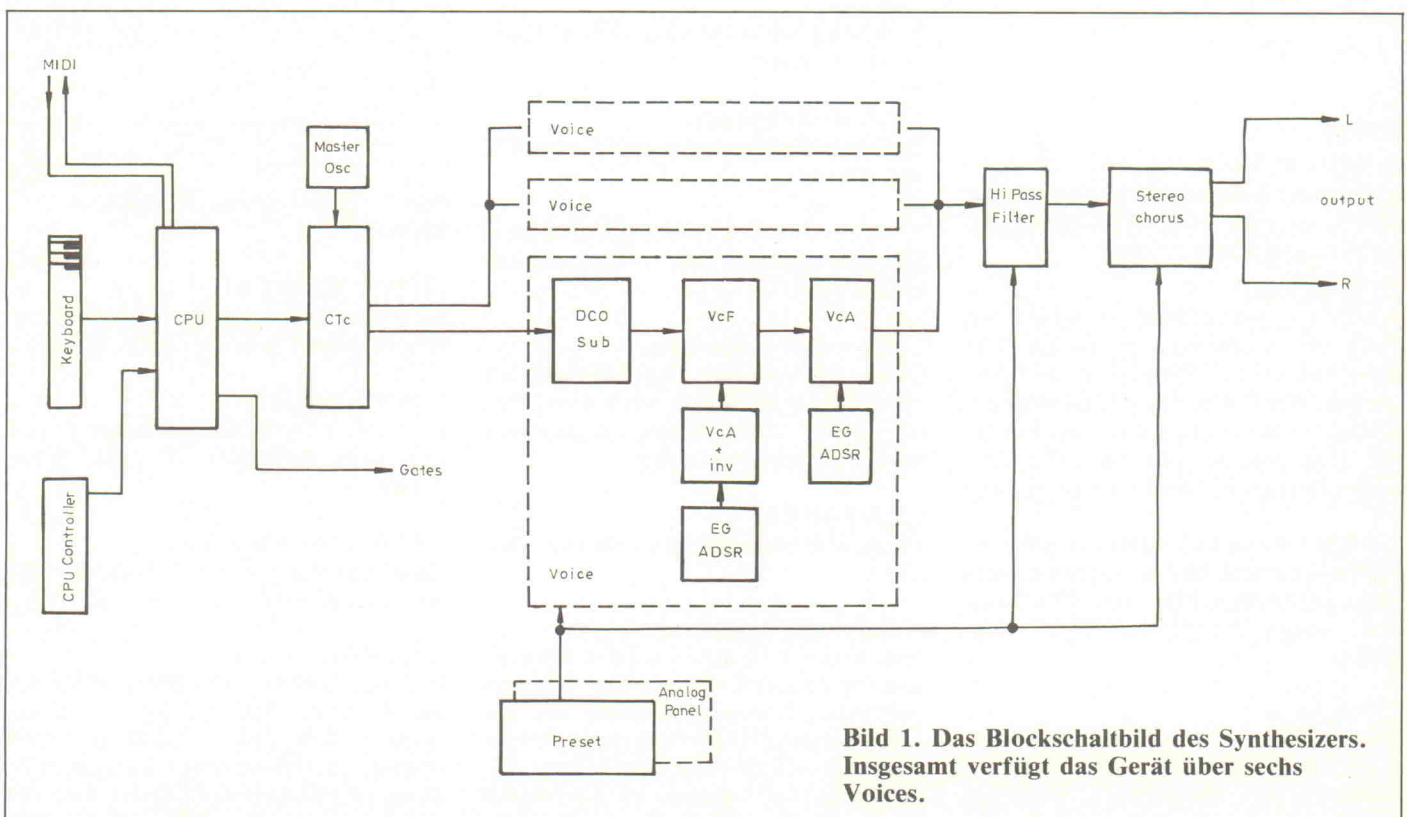 MIDI
Keyboard
CPU Controller
CPU
Master
Osc
CTc
Gates
Voice
Voice
DCO
Sub
VcF
VcA
VcA
+
inv
EG
ADSR
EG
ADSR
Voice
Analog
Panel
Preset
Hi Pass
Filter
Stereo
chorus
L
output
R
Bild 1. Das Blockschaltbild des Synthesizers.
Insgesamt verfügt das Gerät über sechs
Voices.